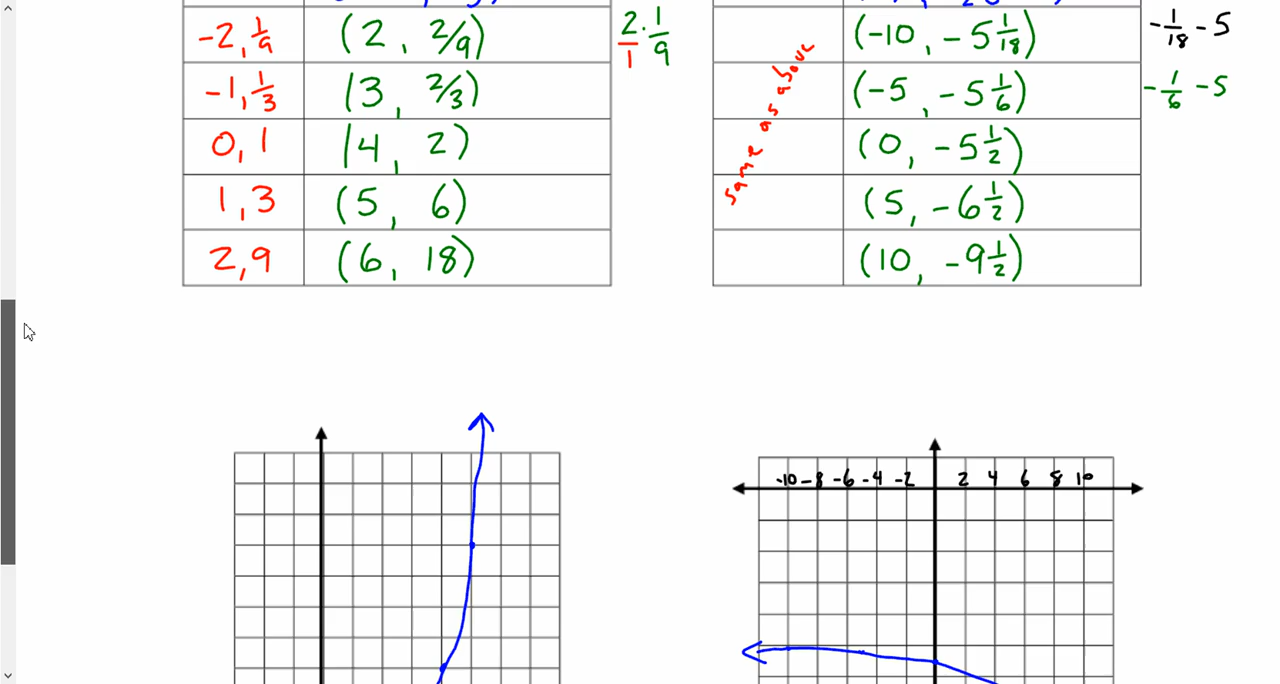 -2, 1/9 (2, 2/9) 2/1 · 1/9
-1, 1/3 (3, 2/3)
0, 1 (4, 2)
1, 3 (5, 6)
2, 9 (6, 18)
same as above
(-10, -5 1/18) -1/18 - 5
(-5, -5 1/6) -1/6 - 5
(0, -5 1/2)
(5, -6 1/2)
(10, -9 1/2)
-10 -8 -6 -4 -2 2 4 6 8 10